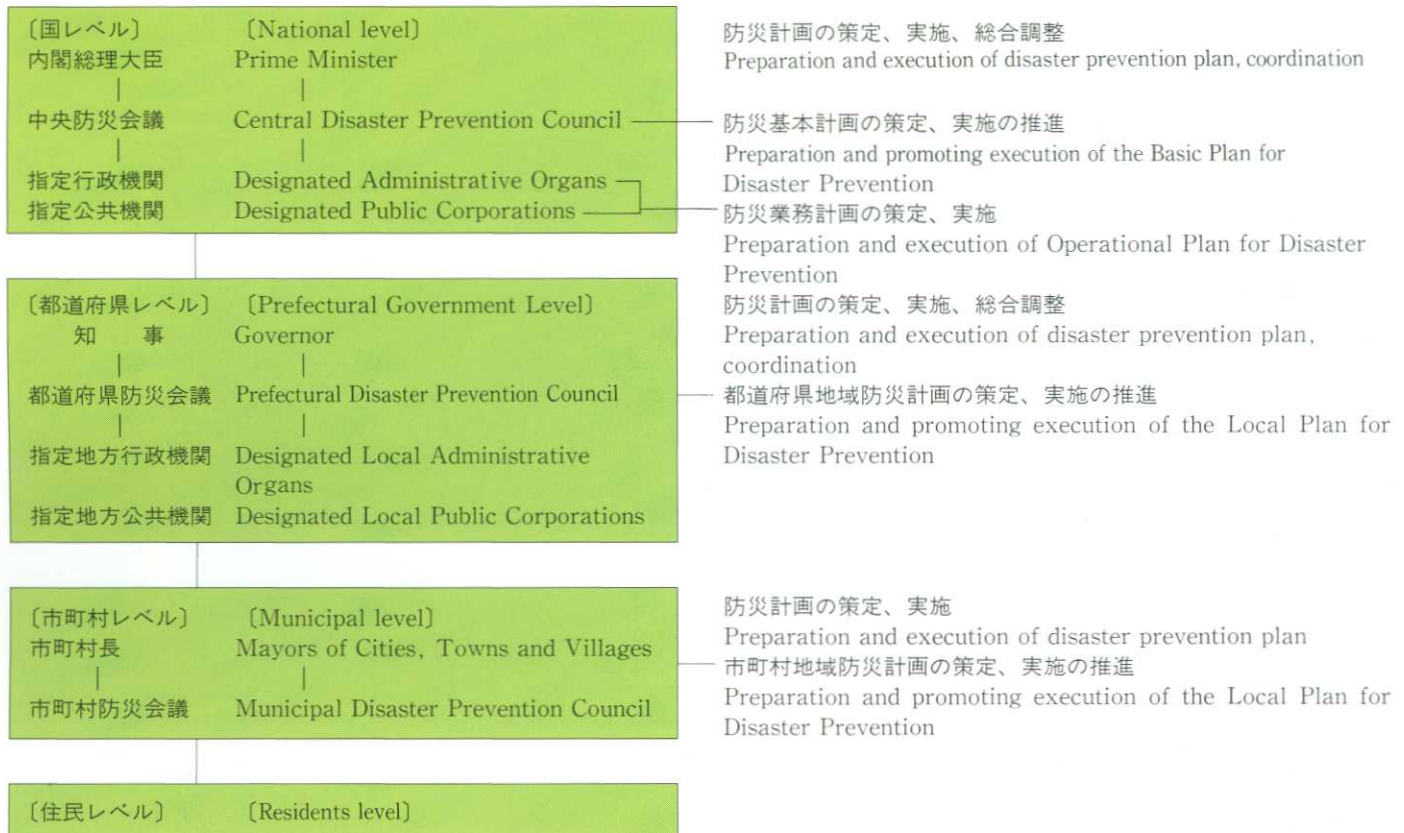 〔国レベル〕 〔National level〕
内閣総理大臣 Prime Minister
中央防災会議 Central Disaster Prevention Council
指定行政機関 Designated Administrative Organs
指定公共機関 Designated Public Corporations
防災計画の策定、実施、総合調整
Preparation and execution of disaster prevention plan, coordination
防災基本計画の策定、実施の推進
Preparation and promoting execution of the Basic Plan for
Disaster Prevention
防災業務計画の策定、実施
Preparation and execution of Operational Plan for Disaster
Prevention
〔都道府県レベル〕 〔Prefectural Government Level〕
知 事 Governor
都道府県防災会議 Prefectural Disaster Prevention Council
指定地方行政機関 Designated Local Administrative
Organs
指定地方公共機関 Designated Local Public Corporations
防災計画の策定、実施、総合調整
Preparation and execution of disaster prevention plan,
coordination
都道府県地域防災計画の策定、実施の推進
Preparation and promoting execution of the Local Plan for
Disaster Prevention
〔市町村レベル〕 〔Municipal level〕
市町村長 Mayors of Cities, Towns and Villages
市町村防災会議 Municipal Disaster Prevention Council
防災計画の策定、実施
Preparation and execution of disaster prevention plan
市町村地域防災計画の策定、実施の推進
Preparation and promoting execution of the Local Plan for
Disaster Prevention
〔住民レベル〕 〔Residents level〕